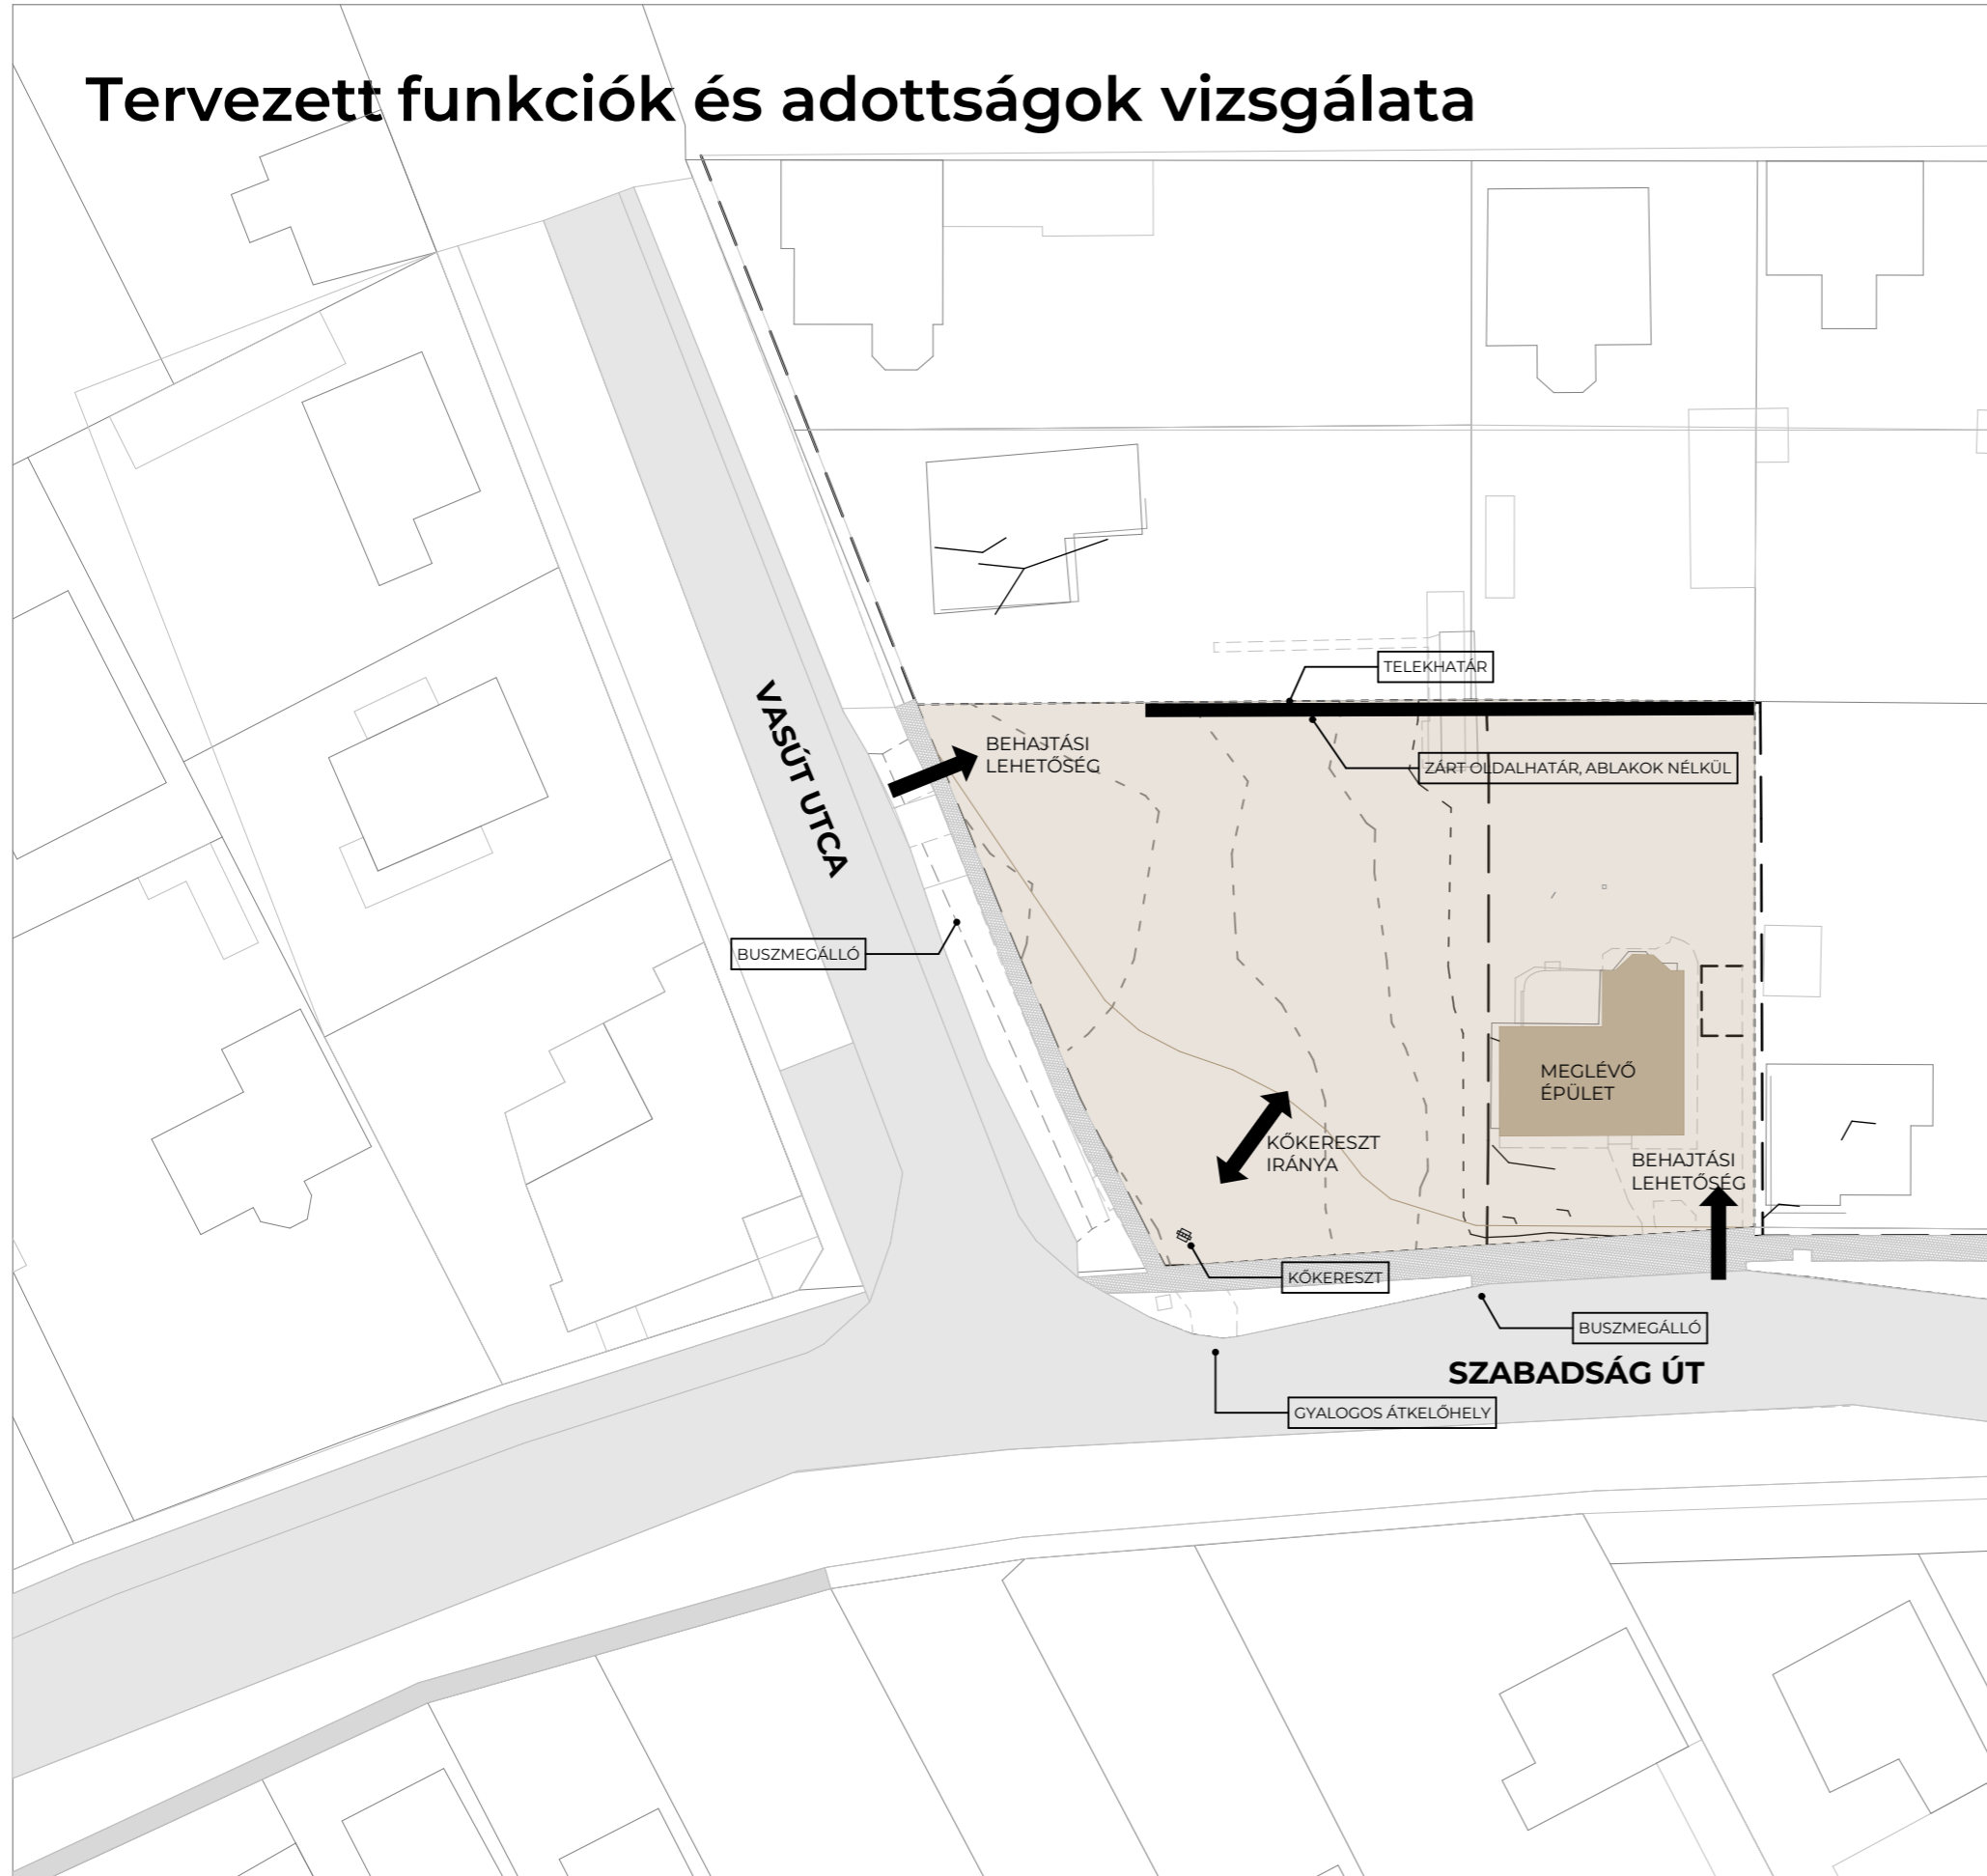 Tervezett funkciók és adottságok vizsgálata
TELEKHATÁR
VASÚT UTCA
BEHAJTÁSI
LEHETŐSÉG
ZÁRT OLDALHATÁR, ABLAKOK NÉLKÜL
BUSZMEGÁLLÓ
MEGLÉVŐ
ÉPÜLET
KŐKERESZT
IRÁNYA
BEHAJTÁSI
LEHETŐSÉG
KŐKERESZT
BUSZMEGÁLLÓ
SZABADSÁG ÚT
GYALOGOS ÁTKELŐHELY